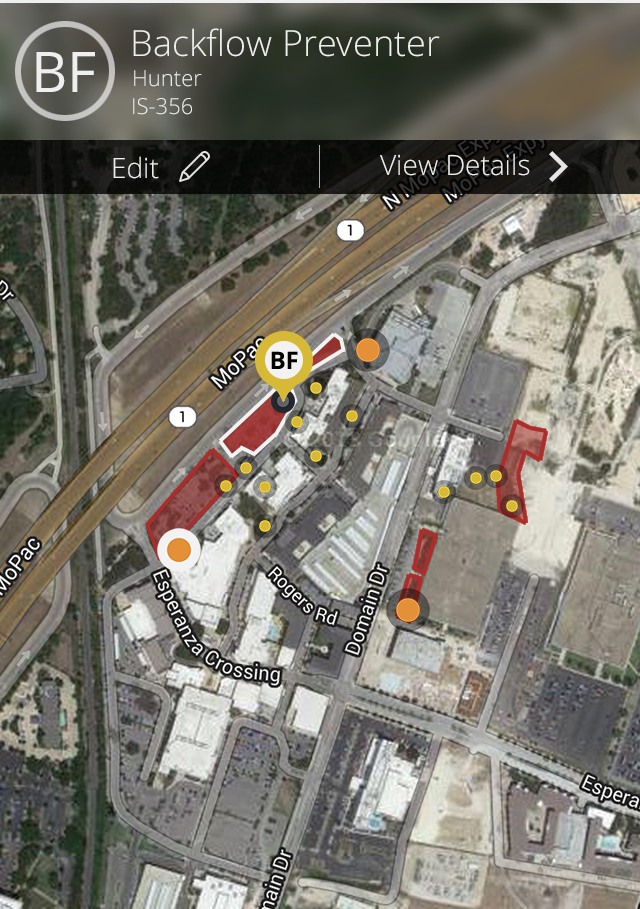 BF
Backflow Preventer
Hunter
IS-356
Edit
View Details
N Mopac Expy
MoPac Expy
1
Dr
MoPac
BF
1
MoPac
Rogers Rd
Domain Dr
Esperanza Crossing
Espera
main Dr